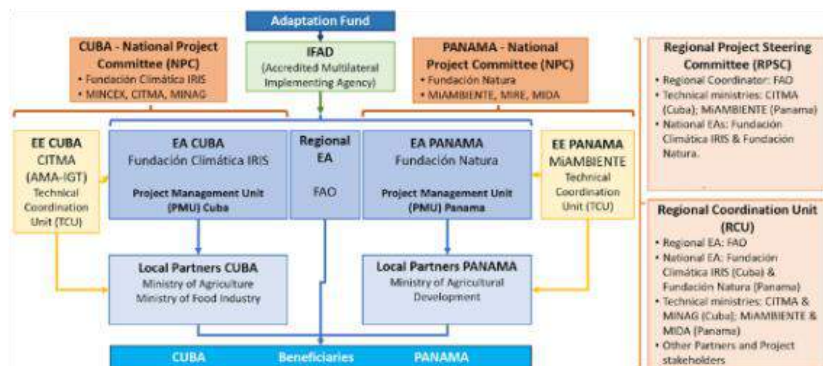 Adaptation Fund
CUBA - National Project
Committee (NPC)
• Fundación Climática IRIS
• MINCEX, CITMA, MINAG
IFAD
(Accredited Multilateral
Implementing Agency)
PANAMA - National
Project Committee (NPC)
• Fundación Natura
• MiAMBIENTE, MIRE, MIDA
Regional Project Steering
Committee (RPSC)
• Regional Coordinator: FAO
• Technical ministries: CITMA
(Cuba); MiAMBIENTE (Panama)
• National EAs: Fundación
Climática IRIS & Fundación
Natura.
EE CUBA
CITMA
(AMA-IGT)
Technical
Coordination
Unit (TCU)
EA CUBA
Fundación Climática IRIS
Project Management Unit
(PMU) Cuba
Regional
EA
FAO
EA PANAMA
Fundación Natura
Project Management Unit
(PMU) Panama
EE PANAMA
MiAMBIENTE
Technical
Coordination
Unit (TCU)
Regional Coordination Unit
(RCU)
• Regional EA: FAO
• National EA: Fundación
Climática IRIS (Cuba) &
Fundación Natura (Panama)
• Technical ministries: CITMA &
MINAG (Cuba); MiAMBIENTE &
MIDA (Panama)
• Other Partners and Project
stakeholders
Local Partners CUBA
Ministry of Agriculture
Ministry of Food Industry
Local Partners PANAMA
Ministry of Agricultural
Development
CUBA Beneficiaries PANAMA